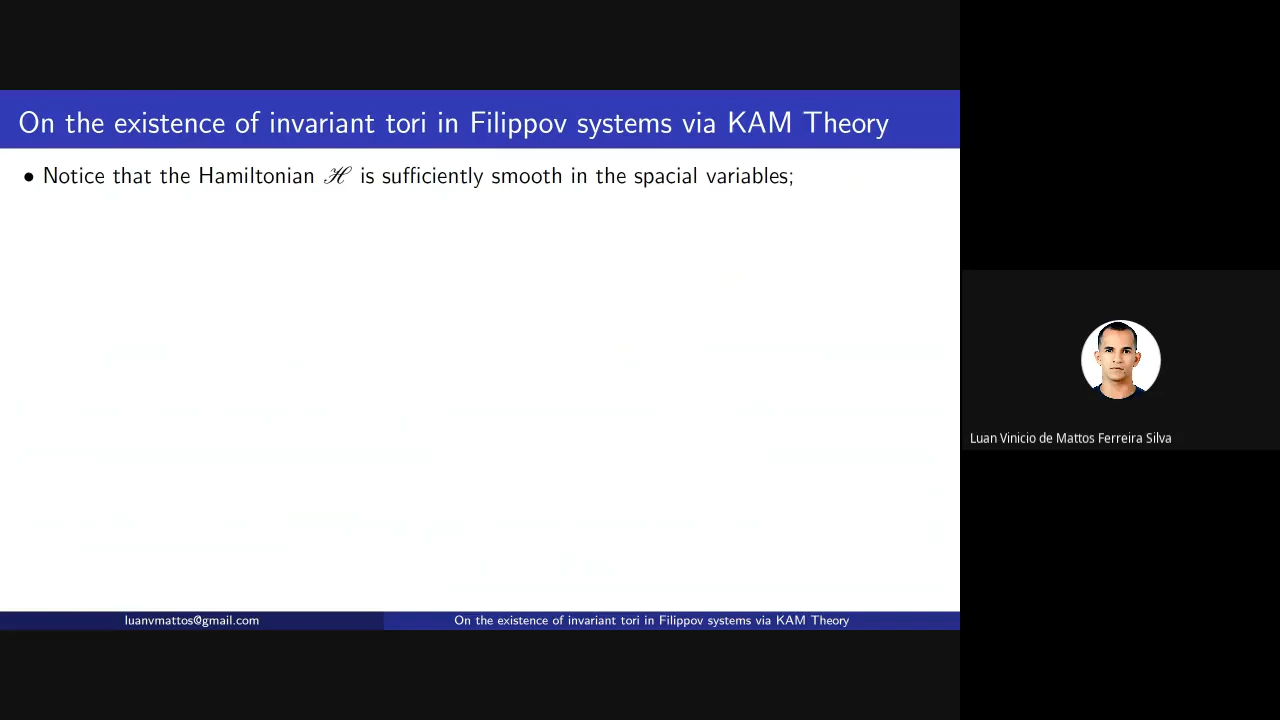 On the existence of invariant tori in Filippov systems via KAM Theory
• Notice that the Hamiltonian ℋ is sufficiently smooth in the spacial variables;
Luan Vinicio de Mattos Ferreira Silva
luanvmattos@gmail.com
On the existence of invariant tori in Filippov systems via KAM Theory